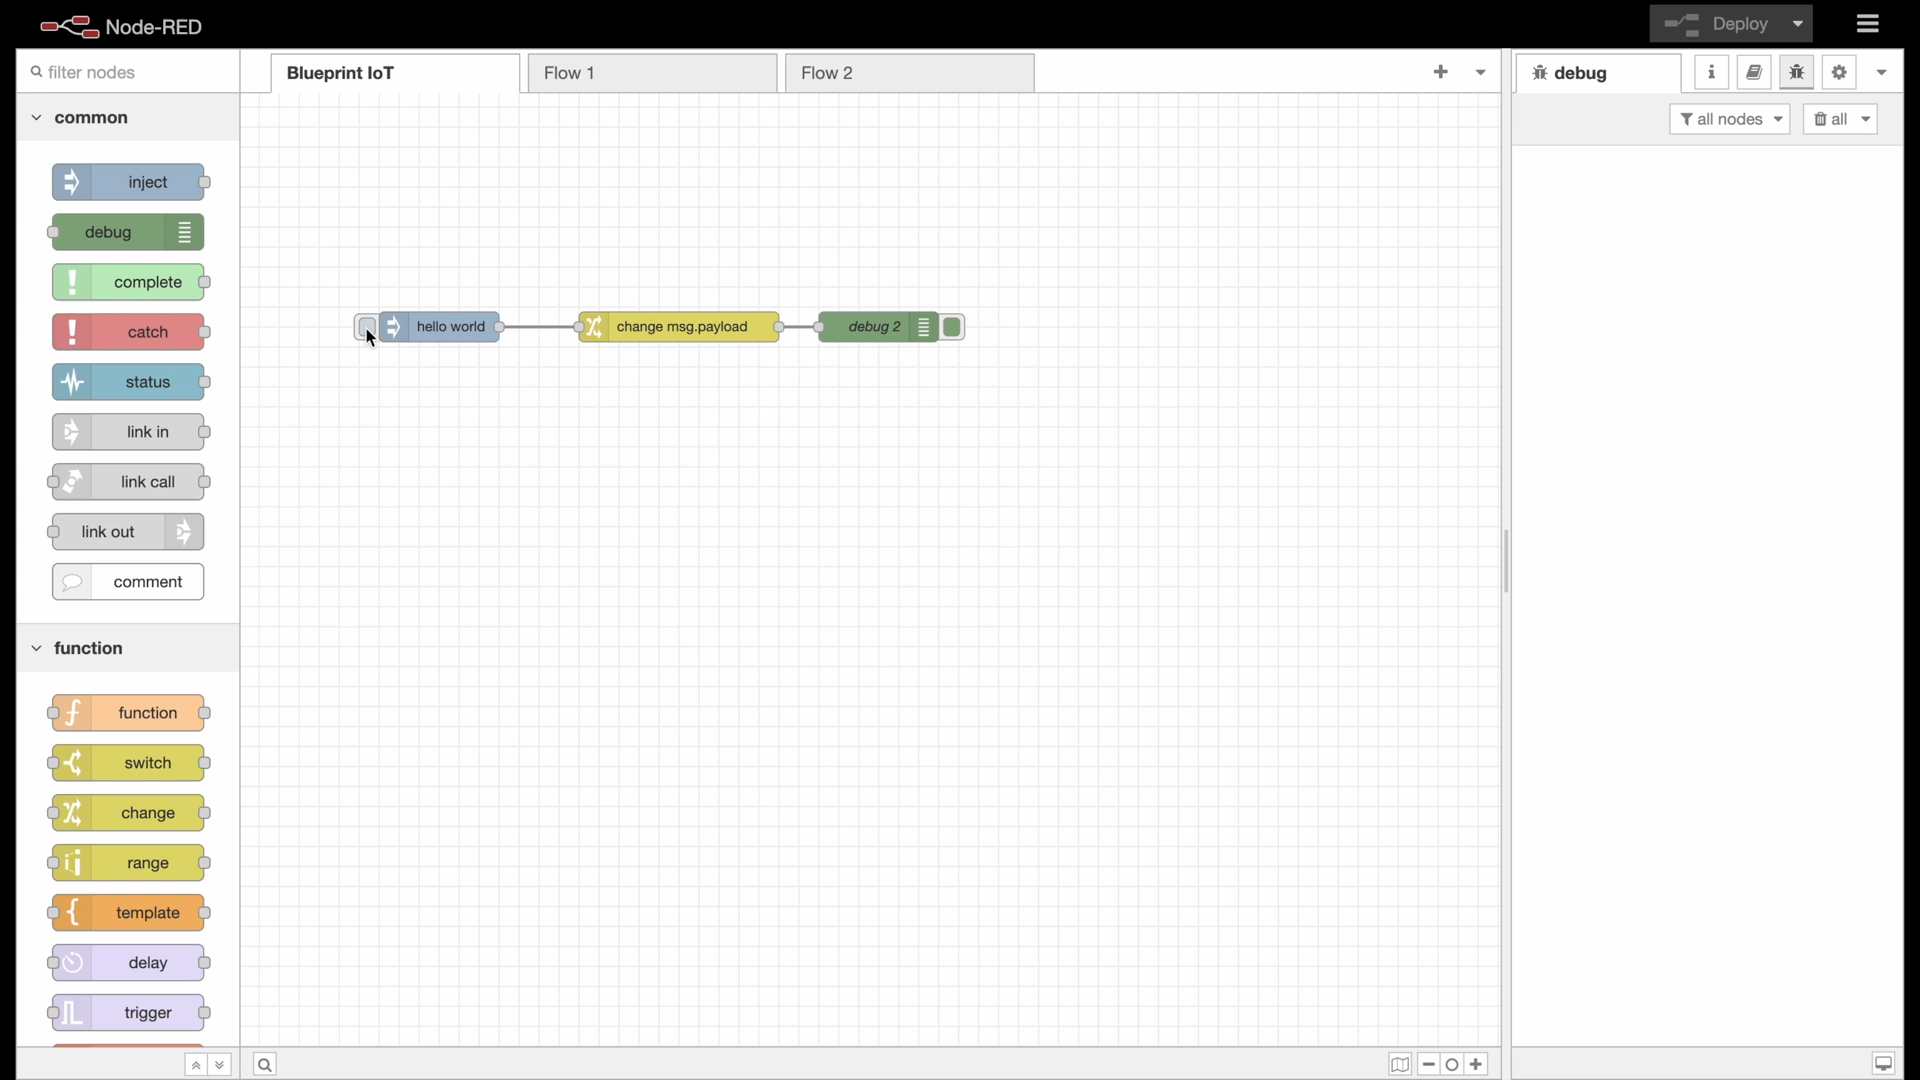 Node-RED
Deploy
filter nodes
Blueprint IoT
Flow 1
Flow 2
debug
all nodes
all
common
inject
debug
complete
catch
status
link in
link call
link out
comment
hello world
change msg.payload
debug 2
function
function
switch
change
range
template
delay
trigger